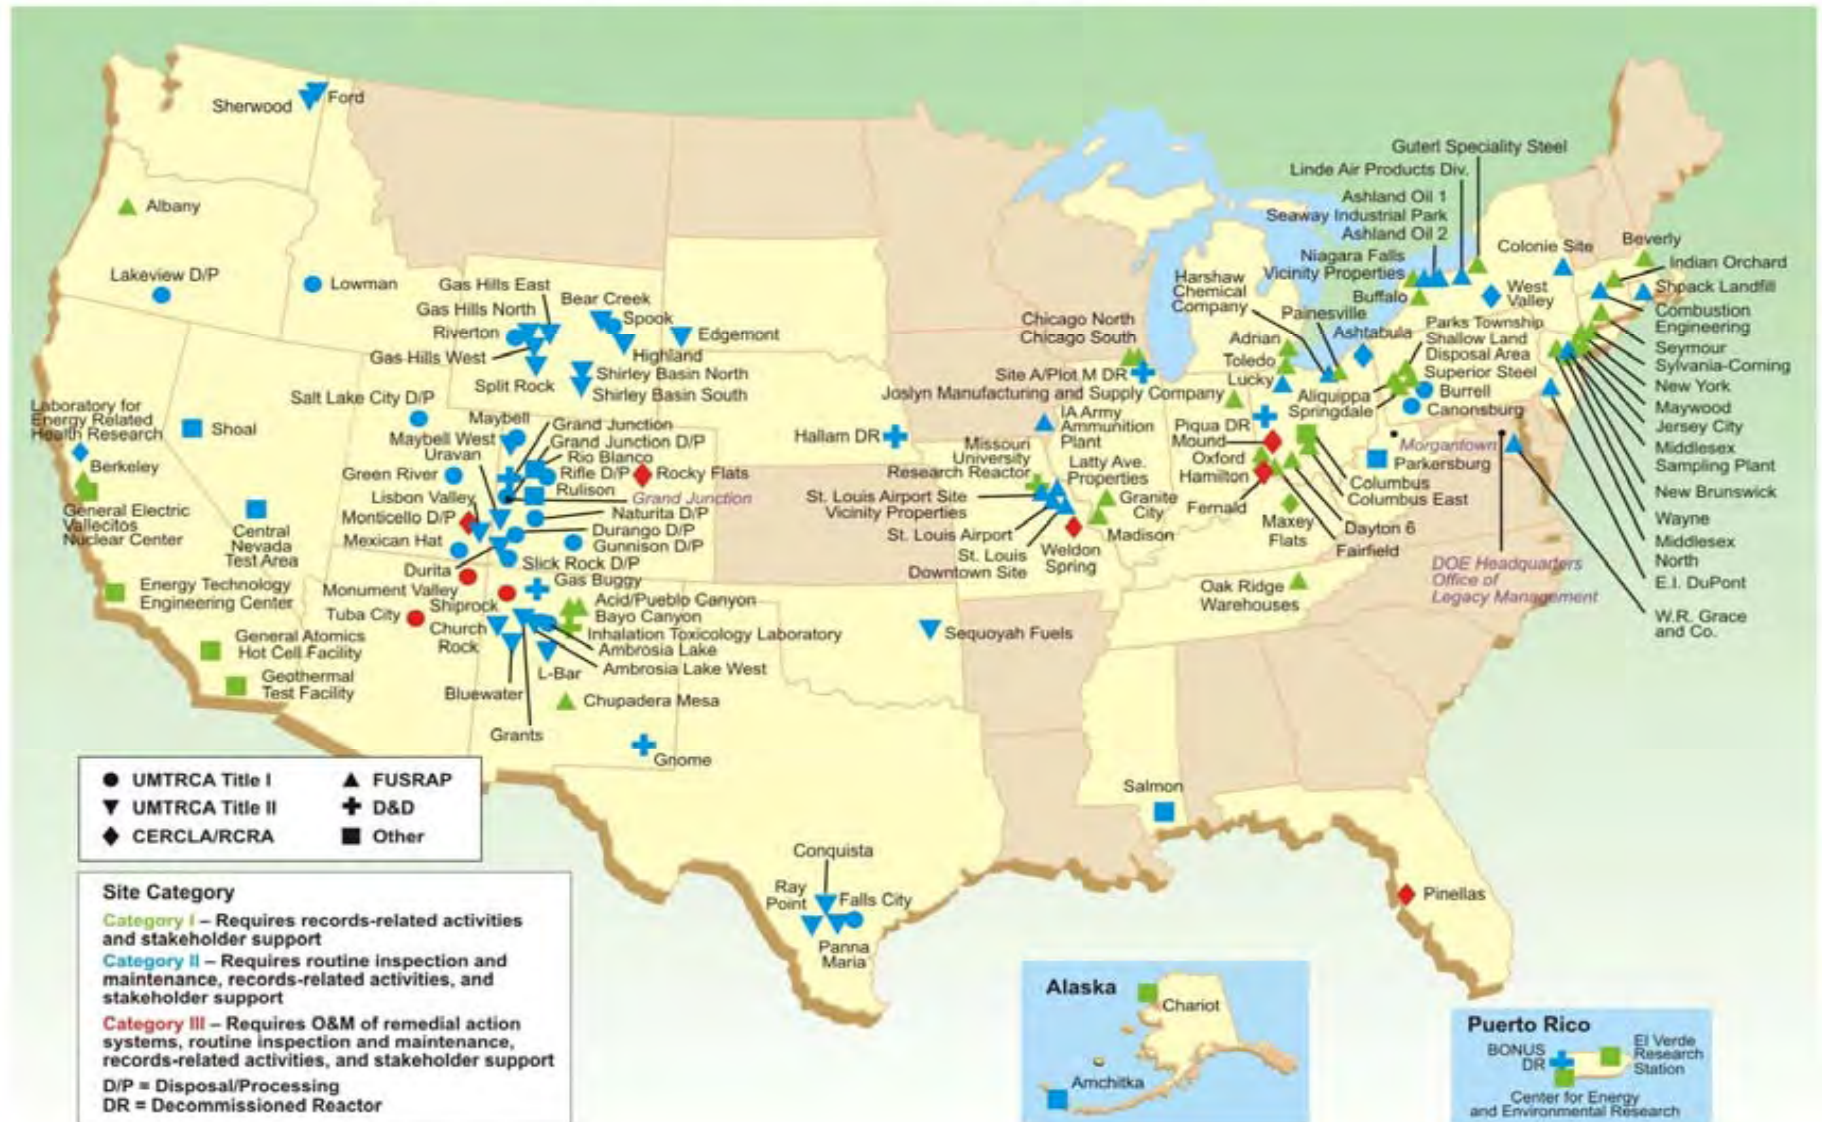 Sherwood
Ford
Albany
Lakeview D/P
Lowman
Gas Hills East
Gas Hills North
Bear Creek
Spook
Riverton
Edgemont
Gas Hills West
Highland
Split Rock
Shirley Basin North
Shirley Basin South
Salt Lake City D/P
Maybell
Maybell West
Uravan
Grand Junction
Grand Junction D/P
Rio Blanco
Rifle D/P
Rocky Flats
Green River
Rulison
Lisbon Valley
Grand Junction
Monticello D/P
Naturita D/P
Durango D/P
Mexican Hat
Gunnison D/P
Durita
Slick Rock D/P
Monument Valley
Gas Buggy
Tuba City
Shiprock
Acid/Pueblo Canyon
Bayo Canyon
Church
Rock
Inhalation Toxicology Laboratory
Ambrosia Lake
Ambrosia Lake West
L-Bar
Bluewater
Chupadera Mesa
Grants
Gnome
Laboratory for
Energy Related
Health Research
Shoal
Berkeley
General Electric
Vallecitos
Nuclear Center
Central
Nevada
Test Area
Energy Technology
Engineering Center
General Atomics
Hot Cell Facility
Geothermal
Test Facility
Hallam DR
Sequoyah Fuels
Conquista
Ray
Point
Falls City
Panna
Maria
Chicago North
Chicago South
Site A/Plot M DR
Joslyn Manufacturing and Supply Company
IA Army
Ammunition
Plant
Missouri
University
Research Reactor
Latty Ave.
Properties
St. Louis Airport Site
Vicinity Properties
Granite
City
St. Louis Airport
Madison
St. Louis
Downtown Site
Weldon
Spring
Guterl Speciality Steel
Linde Air Products Div.
Ashland Oil 1
Seaway Industrial Park
Ashland Oil 2
Niagara Falls
Vicinity Properties
Buffalo
Harshaw
Chemical
Company
Painesville
Ashtabula
Adrian
Toledo
Lucky
Piqua DR
Mound
Oxford
Hamilton
Fernald
Maxey
Flats
Columbus
Columbus East
Dayton 6
Fairfield
Oak Ridge
Warehouses
Salmon
Pinellas
Colonie Site
Beverly
Indian Orchard
Shpack Landfill
West
Valley
Combustion
Engineering
Parks Township
Shallow Land
Disposal Area
Superior Steel
Aliquippa
Springdale
Burrell
Canonsburg
Morgantown
Parkersburg
DOE Headquarters
Office of
Legacy Management
Seymour
Sylvania-Corning
New York
Maywood
Jersey City
Middlesex
Sampling Plant
New Brunswick
Wayne
Middlesex
North
E.I. DuPont
W.R. Grace
and Co.
UMTRCA Title I
FUSRAP
UMTRCA Title II
D&D
CERCLA/RCRA
Other
Site Category
Category I – Requires records-related activities
and stakeholder support
Category II – Requires routine inspection and
maintenance, records-related activities, and
stakeholder support
Category III – Requires O&M of remedial action
systems, routine inspection and maintenance,
records-related activities, and stakeholder support
D/P = Disposal/Processing
DR = Decommissioned Reactor
Alaska
Chariot
Amchitka
Puerto Rico
BONUS
DR
El Verde
Research
Station
Center for Energy
and Environmental Research